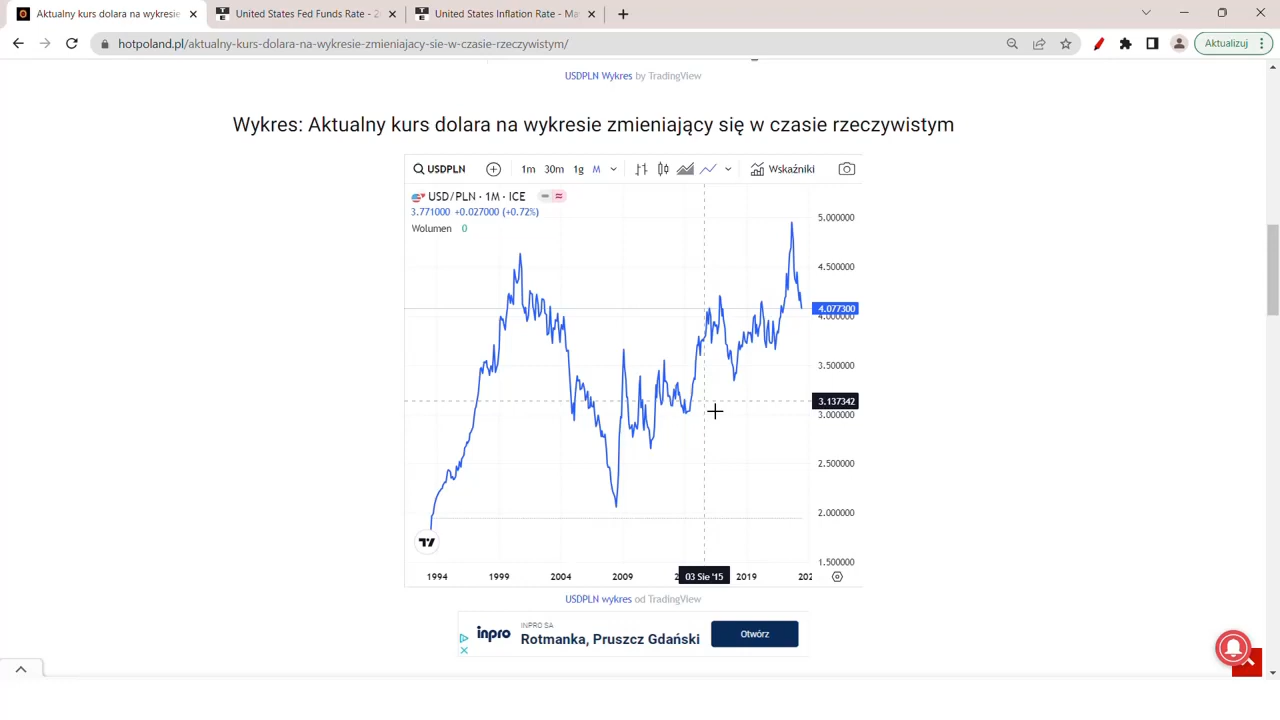 Aktualny kurs dolara na wykresie
United States Fed Funds Rate - 2
United States Inflation Rate - Ma
hotpoland.pl/aktualny-kurs-dolara-na-wykresie-zmieniajacy-sie-w-czasie-rzeczywistym/
Aktualizuj
USDPLN Wykres by TradingView
Wykres: Aktualny kurs dolara na wykresie zmieniający się w czasie rzeczywistym
USDPLN
1m 30m 1g M
Wskaźniki
USD/PLN · 1M · ICE
3.771000 +0.027000 (+0.72%)
Wolumen 0
5.000000
4.500000
4.077300
4.000000
3.500000
3.137342
3.000000
2.500000
2.000000
1.500000
1994 1999 2004 2009 2 03 Sie '15 2019 202
USDPLN wykres od TradingView
inpro
INPRO SA
Rotmanka, Pruszcz Gdański
Otwórz